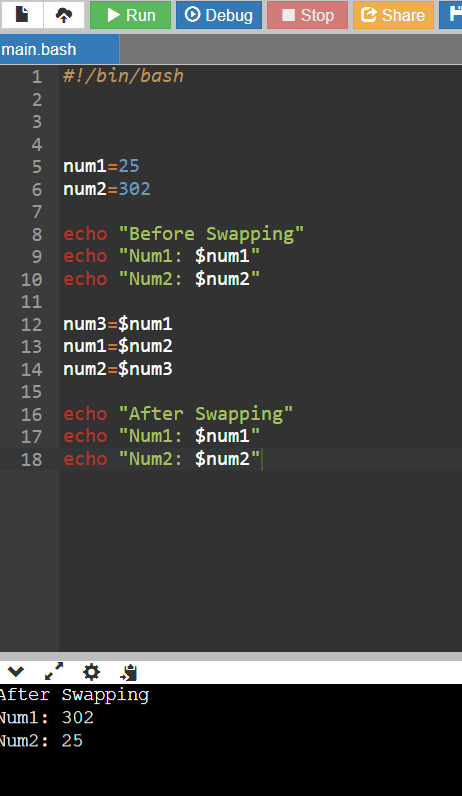 Run Debug Stop Share
main.bash
1 #!/bin/bash
2
3
4
5 num1=25
6 num2=302
7
8 echo "Before Swapping"
9 echo "Num1: $num1"
10 echo "Num2: $num2"
11
12 num3=$num1
13 num1=$num2
14 num2=$num3
15
16 echo "After Swapping"
17 echo "Num1: $num1"
18 echo "Num2: $num2"
After Swapping
Num1: 302
Num2: 25